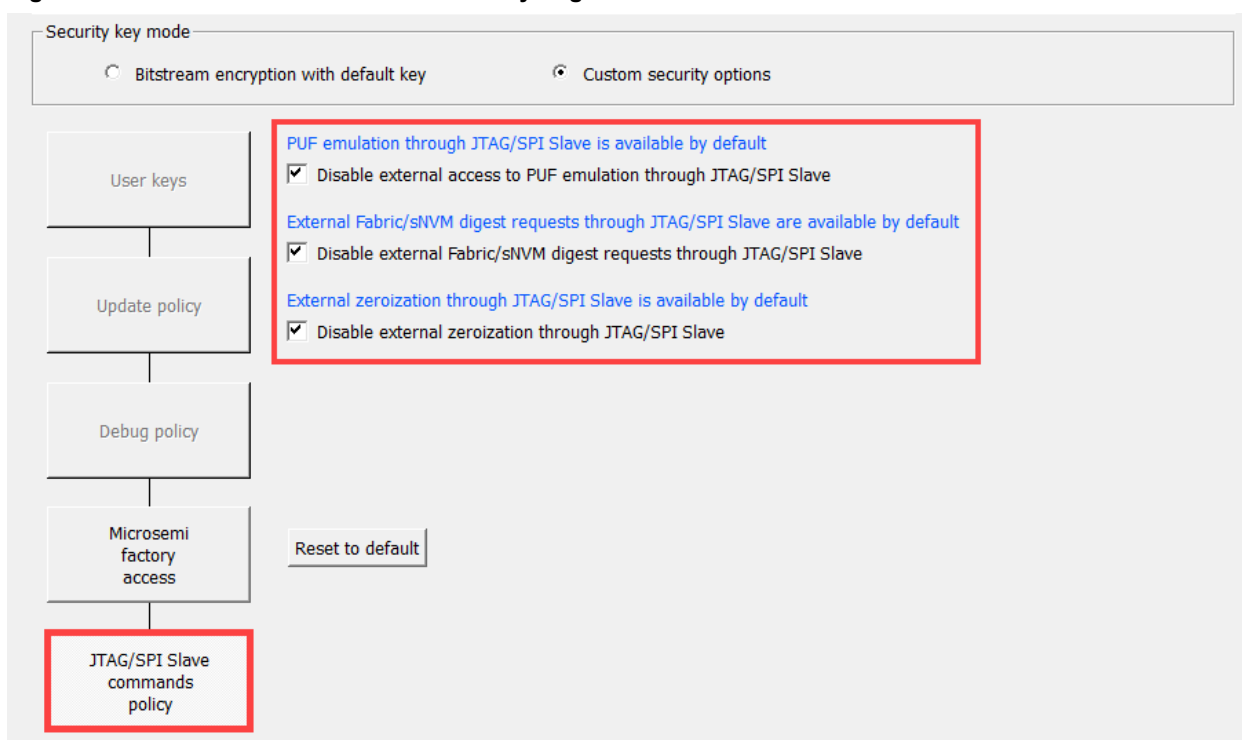 Security key mode
Bitstream encryption with default key
Custom security options
User keys
PUF emulation through JTAG/SPI Slave is available by default
Disable external access to PUF emulation through JTAG/SPI Slave
External Fabric/sNVM digest requests through JTAG/SPI Slave are available by default
Disable external Fabric/sNVM digest requests through JTAG/SPI Slave
Update policy
External zeroization through JTAG/SPI Slave is available by default
Disable external zeroization through JTAG/SPI Slave
Debug policy
Microsemi
factory
access
Reset to default
JTAG/SPI Slave
commands
policy